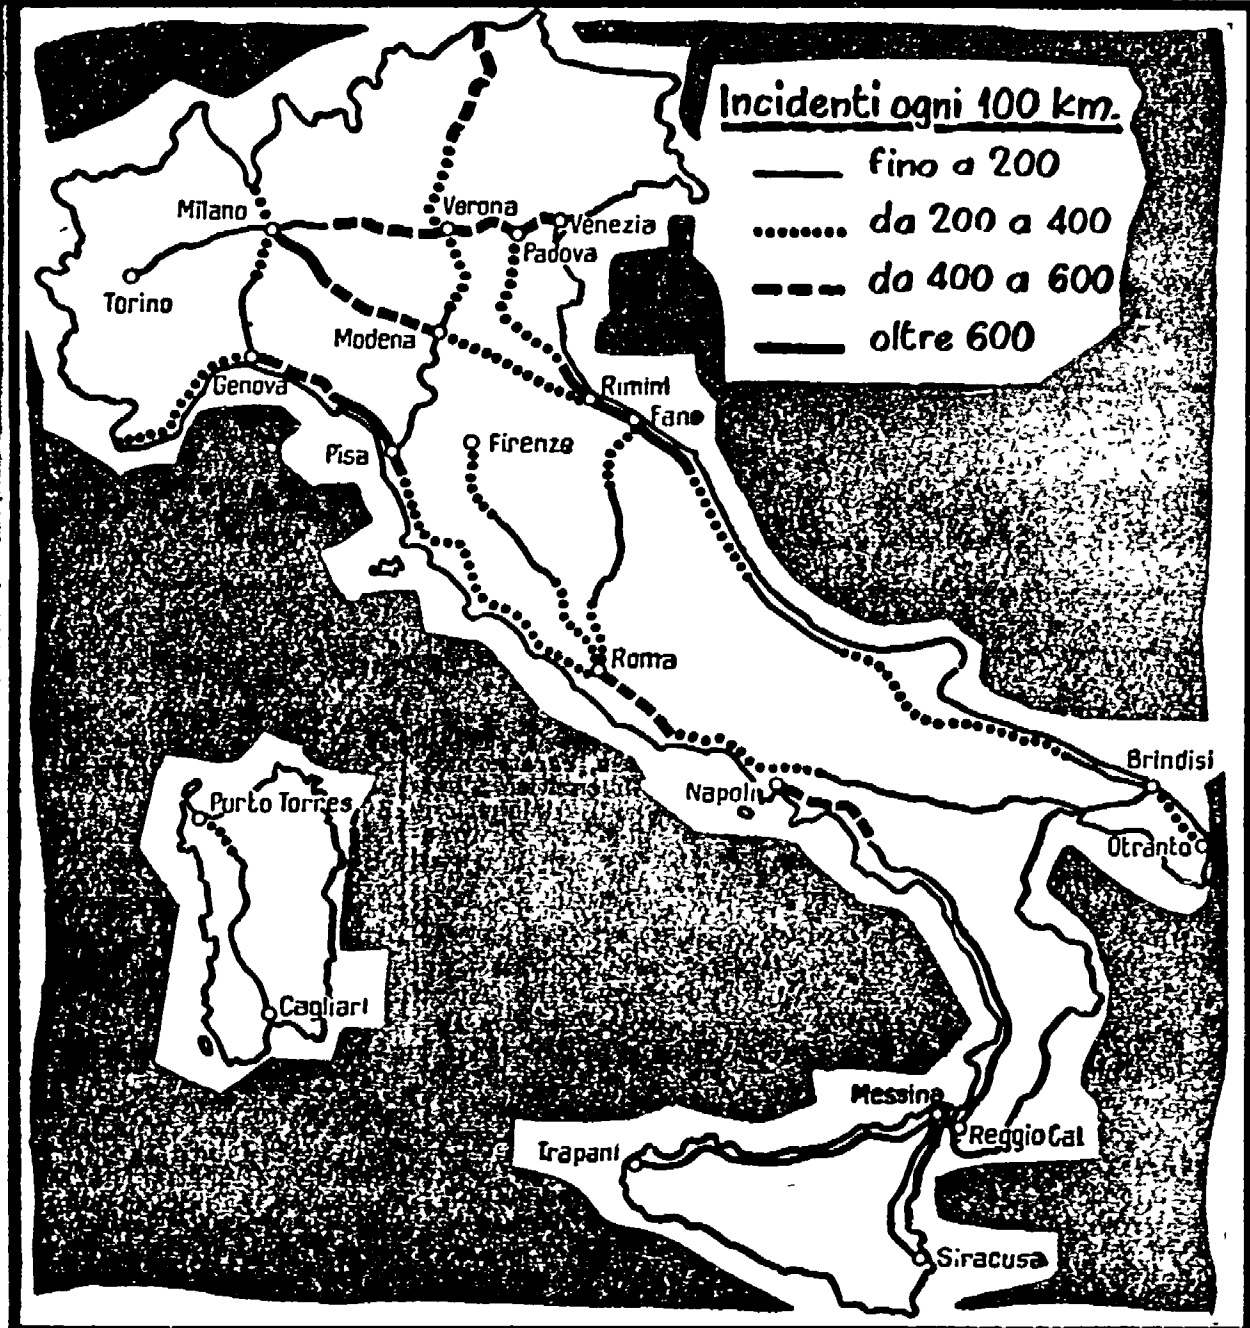 Incidenti ogni 100 km.
fino a 200
da 200 a 400
da 400 a 600
oltre 600
Milano
Verona
Venezia
Padova
Torino
Modena
Genova
Rimini
Fano
Pisa
Firenze
Roma
Napoli
Brindisi
Otranto
Purto Torres
Cagliari
Messina
Reggio Cal
Trapani
Siracusa